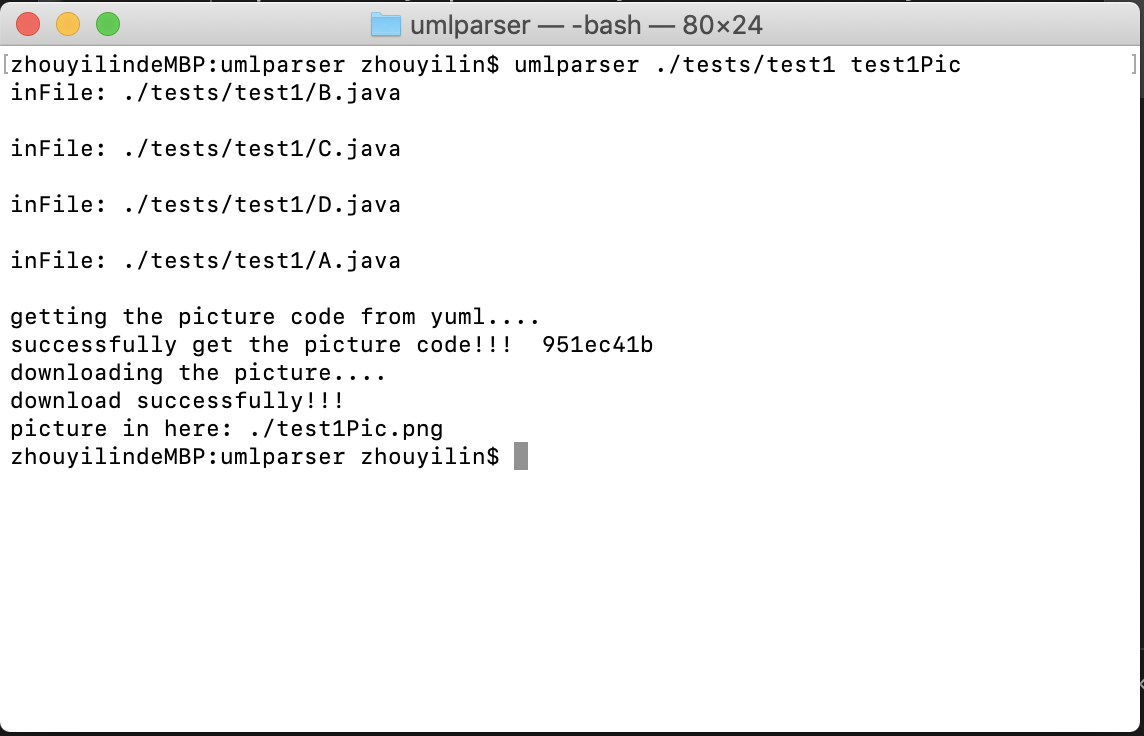 umlparser — -bash — 80×24
[zhouyilindeMBP:umlparser zhouyilin$ umlparser ./tests/test1 test1Pic ]
inFile: ./tests/test1/B.java
inFile: ./tests/test1/C.java
inFile: ./tests/test1/D.java
inFile: ./tests/test1/A.java
getting the picture code from yuml....
successfully get the picture code!!!  951ec41b
downloading the picture....
download successfully!!!
picture in here: ./test1Pic.png
zhouyilindeMBP:umlparser zhouyilin$